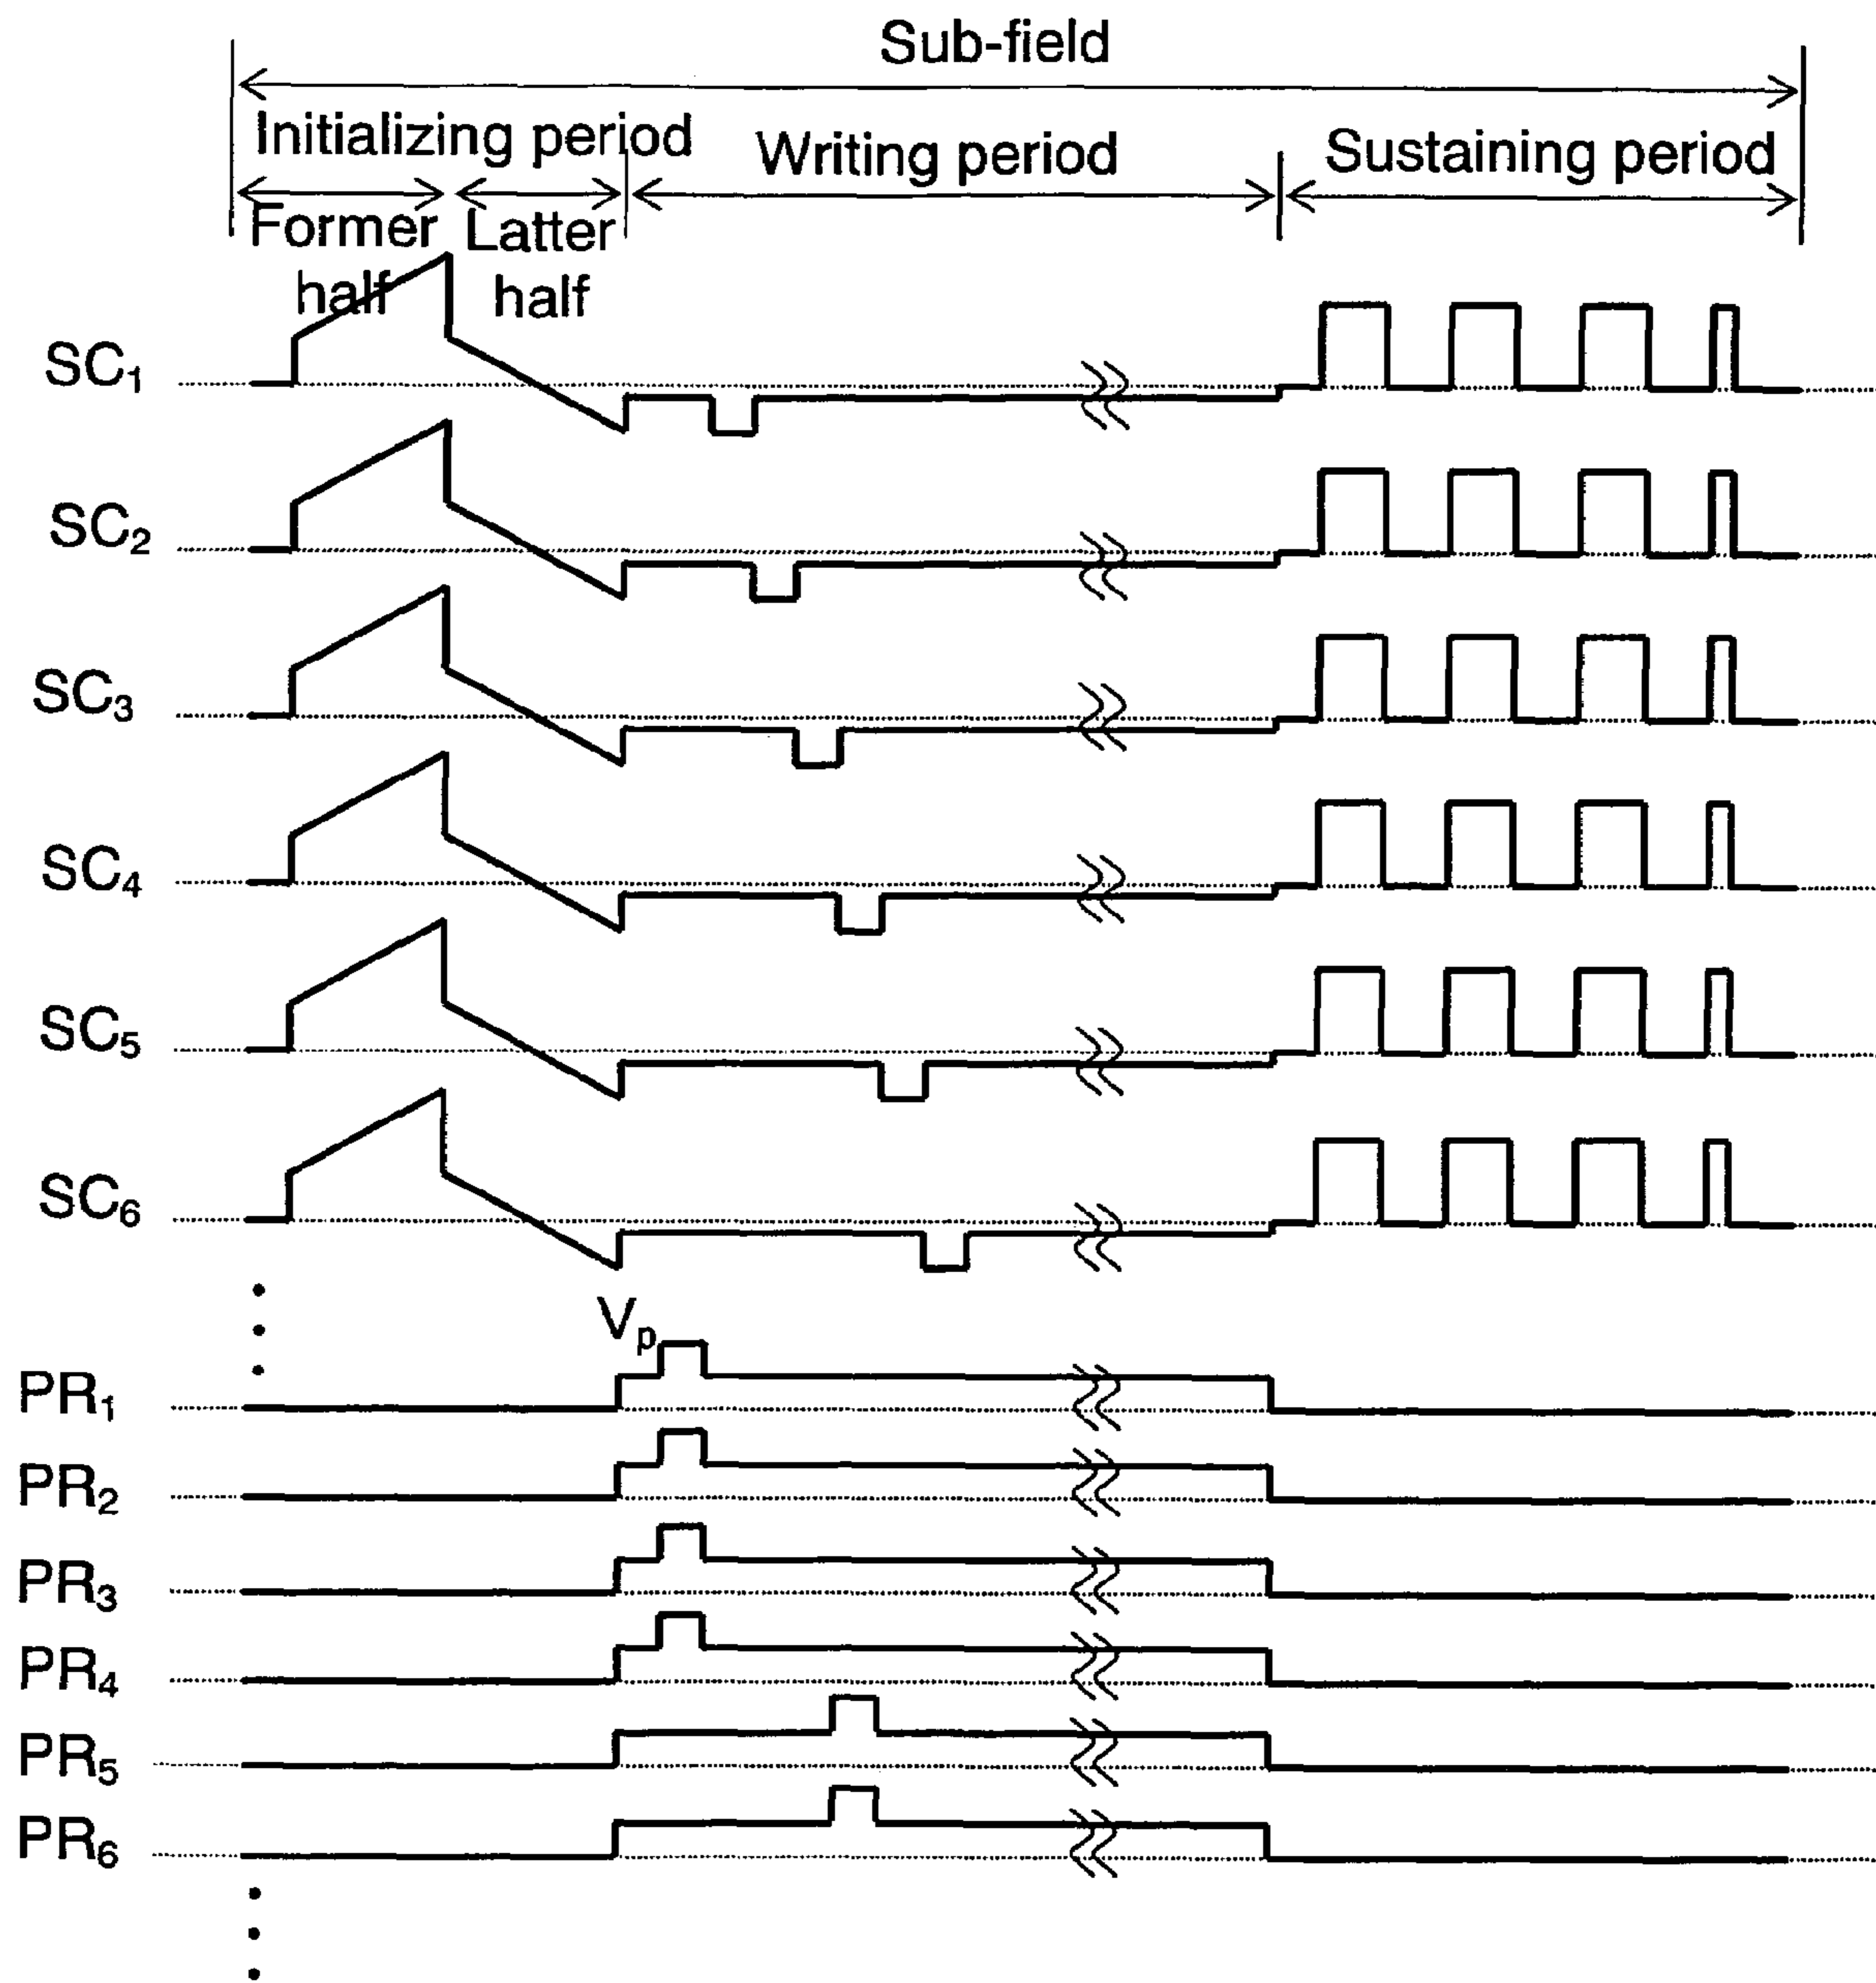 Sub-field
Initializing period
Writing period
Sustaining period
Former half
Latter half
SC₁
SC₂
SC₃
SC₄
SC₅
SC₆
Vₚ
PR₁
PR₂
PR₃
PR₄
PR₅
PR₆